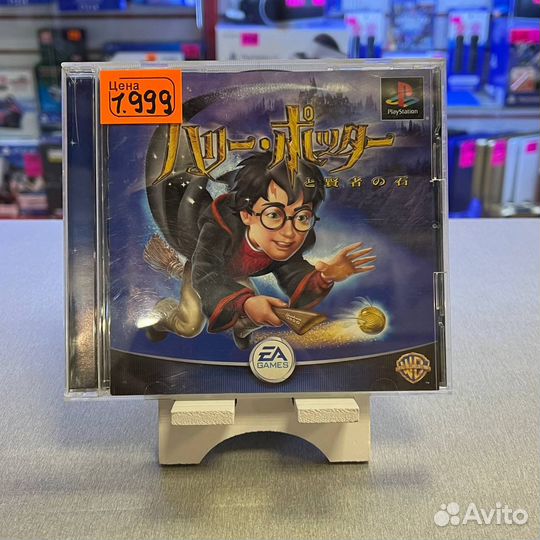 Цена
1.999
ハリー・ポッター
と賢者の石
PlayStation
EA
GAMES
WB
Avito